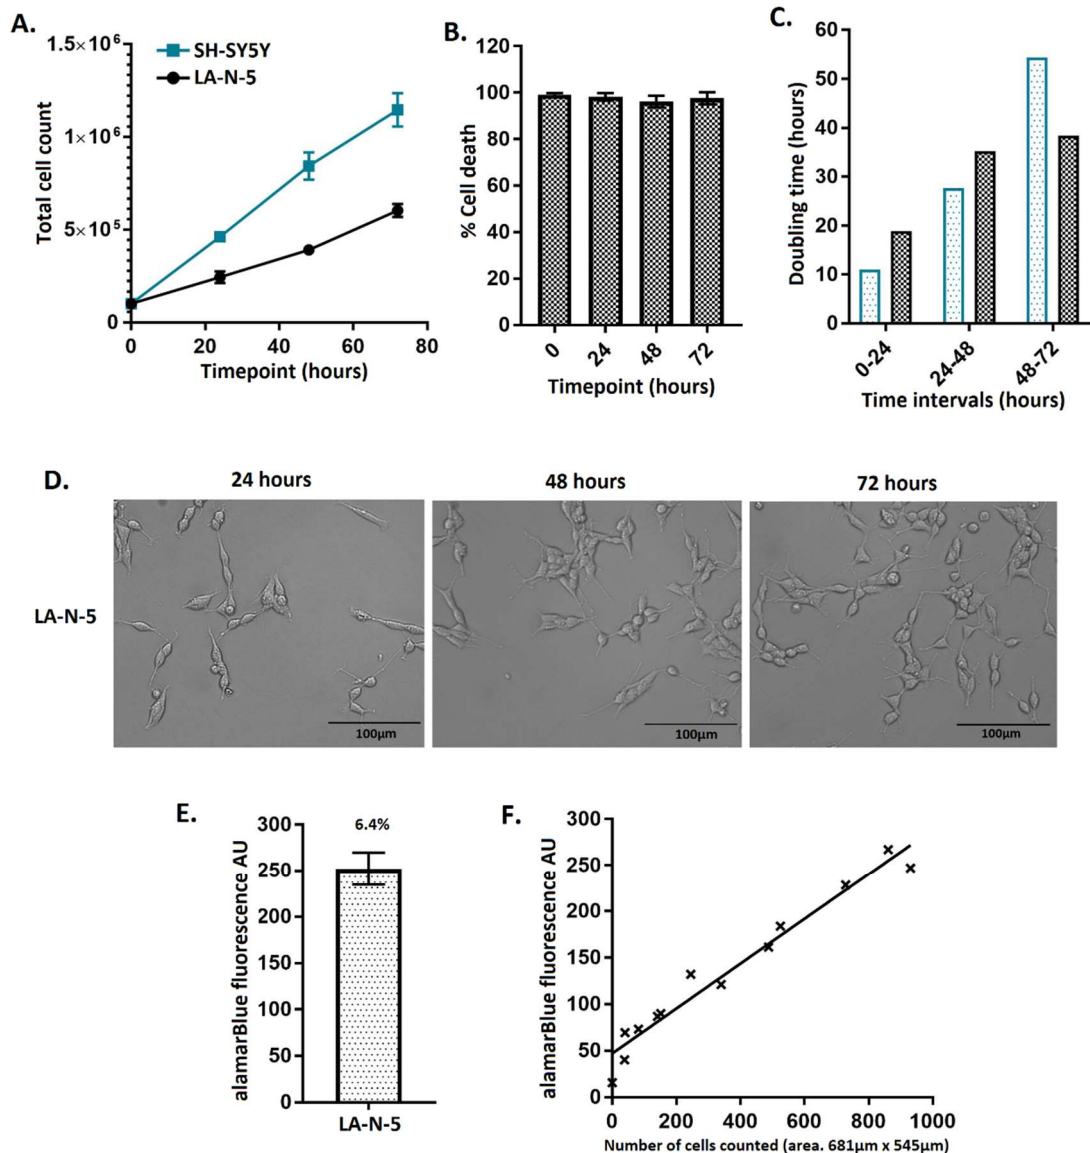 A.
Total cell count
1.5×10⁶
1×10⁶
5×10⁵
0
SH-SY5Y
LA-N-5
0 20 40 60 80
Timepoint (hours)
B.
% Cell death
120
100
80
60
40
20
0
0 24 48 72
Timepoint (hours)
C.
Doubling time (hours)
60
50
40
30
20
10
0
0-24 24-48 48-72
Time intervals (hours)
D.
24 hours 48 hours 72 hours
LA-N-5
100µm 100µm 100µm
E.
alamarBlue fluorescence AU
300
250
200
150
100
50
0
6.4%
LA-N-5
F.
alamarBlue fluorescence AU
300
250
200
150
100
50
0
0 200 400 600 800 1000
Number of cells counted (area. 681µm x 545µm)